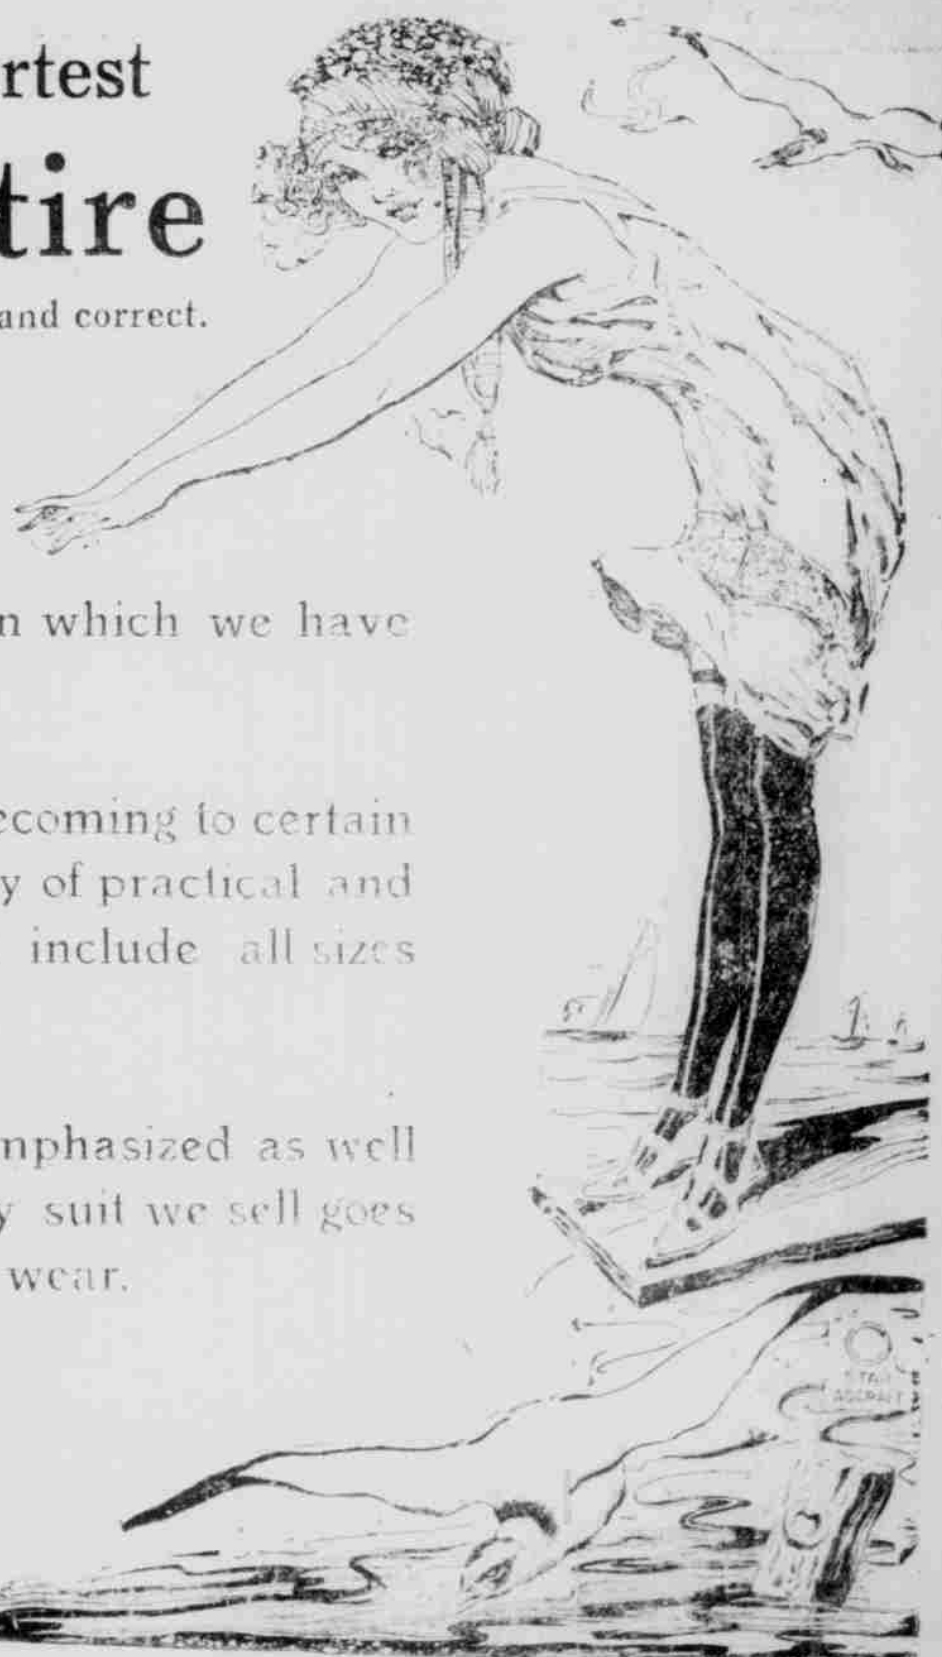 rtest
tire
and correct.
n which we have
ecoming to certain
y of practical and
include all sizes
mphasized as well
y suit we sell goes
wear.